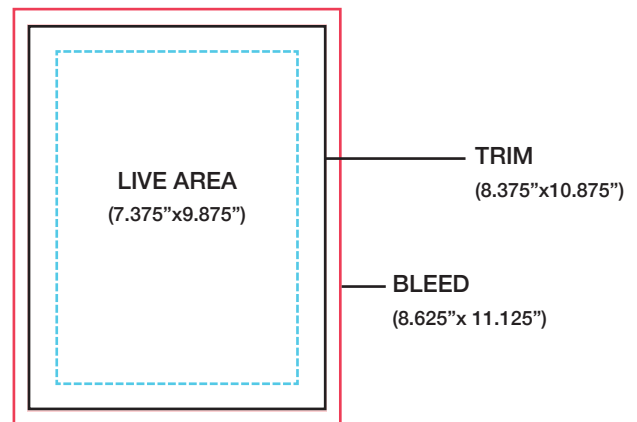 LIVE AREA
(7.375”x9.875”)
TRIM
(8.375”x10.875”)
BLEED
(8.625”x 11.125”)